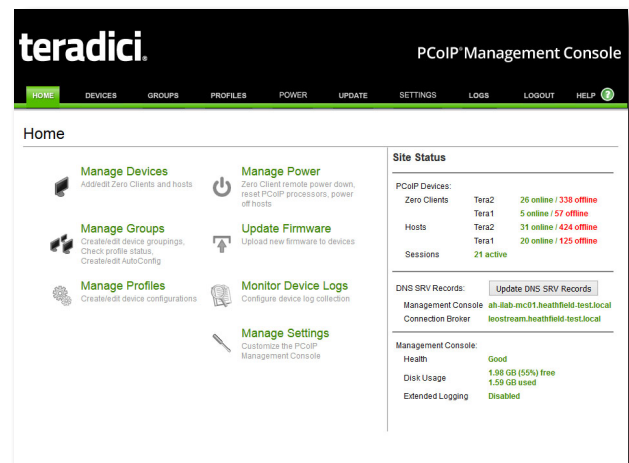 teradici.
PCoIP® Management Console
HOME DEVICES GROUPS PROFILES POWER UPDATE SETTINGS LOGS LOGOUT HELP ?
Home
Manage Devices
Add/edit Zero Clients and hosts
Manage Power
Zero Client remote power down,
reset PCoIP processors, power
off hosts
Manage Groups
Create/edit device groupings,
Check profile status,
Create/edit AutoConfig
Update Firmware
Upload new firmware to devices
Manage Profiles
Create/edit device configurations
Monitor Device Logs
Configure device log collection
Manage Settings
Customize the PCoIP
Management Console
Site Status
PCoIP Devices:
Zero Clients Tera2 26 online / 338 offline
Tera1 5 online / 57 offline
Hosts Tera2 31 online / 424 offline
Tera1 20 online / 125 offline
Sessions 21 active
DNS SRV Records: Update DNS SRV Records
Management Console ah-ilab-mc01.heathfield-test.local
Connection Broker leostream.heathfield-test.local
Management Console:
Health Good
Disk Usage 1.98 GB (55%) free
1.59 GB used
Extended Logging Disabled